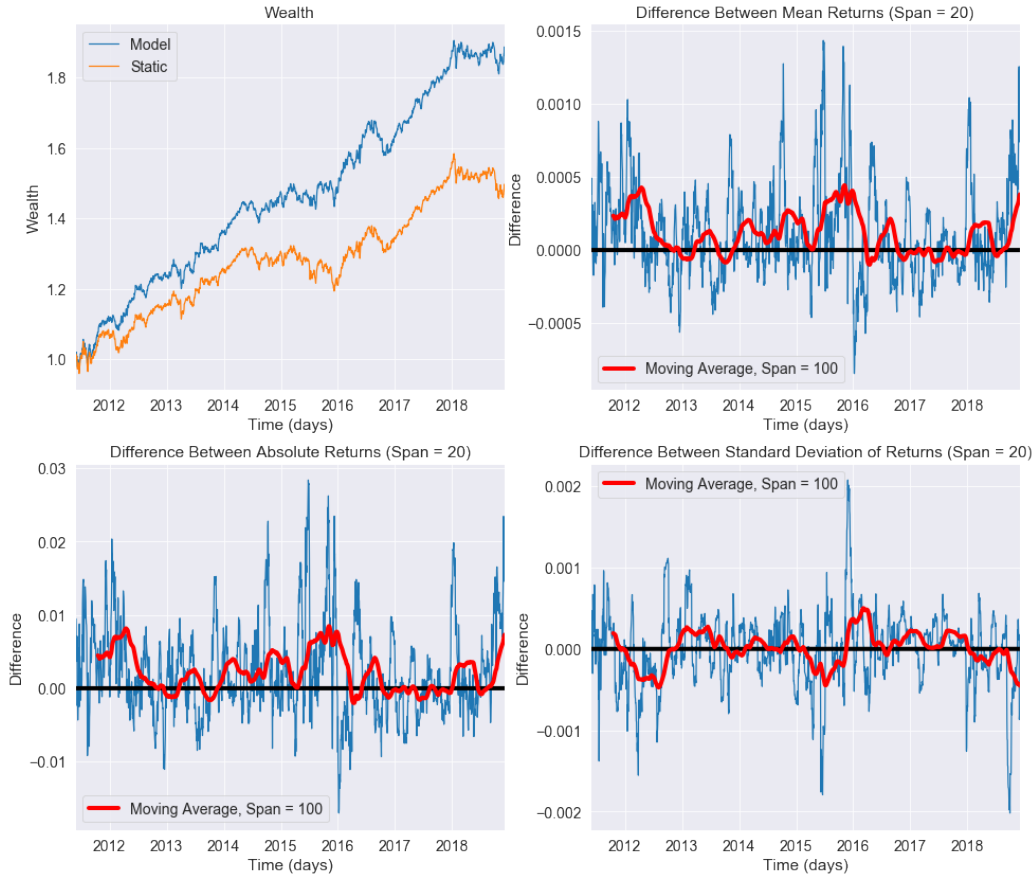 Wealth
Model
Static
Wealth
1.8
1.6
1.4
1.2
1.0
2012 2013 2014 2015 2016 2017 2018
Time (days)
Difference Between Mean Returns (Span = 20)
Difference
0.0015
0.0010
0.0005
0.0000
−0.0005
Moving Average, Span = 100
2012 2013 2014 2015 2016 2017 2018
Time (days)
Difference Between Absolute Returns (Span = 20)
Difference
0.03
0.02
0.01
0.00
−0.01
Moving Average, Span = 100
2012 2013 2014 2015 2016 2017 2018
Time (days)
Difference Between Standard Deviation of Returns (Span = 20)
Moving Average, Span = 100
Difference
0.002
0.001
0.000
−0.001
−0.002
2012 2013 2014 2015 2016 2017 2018
Time (days)